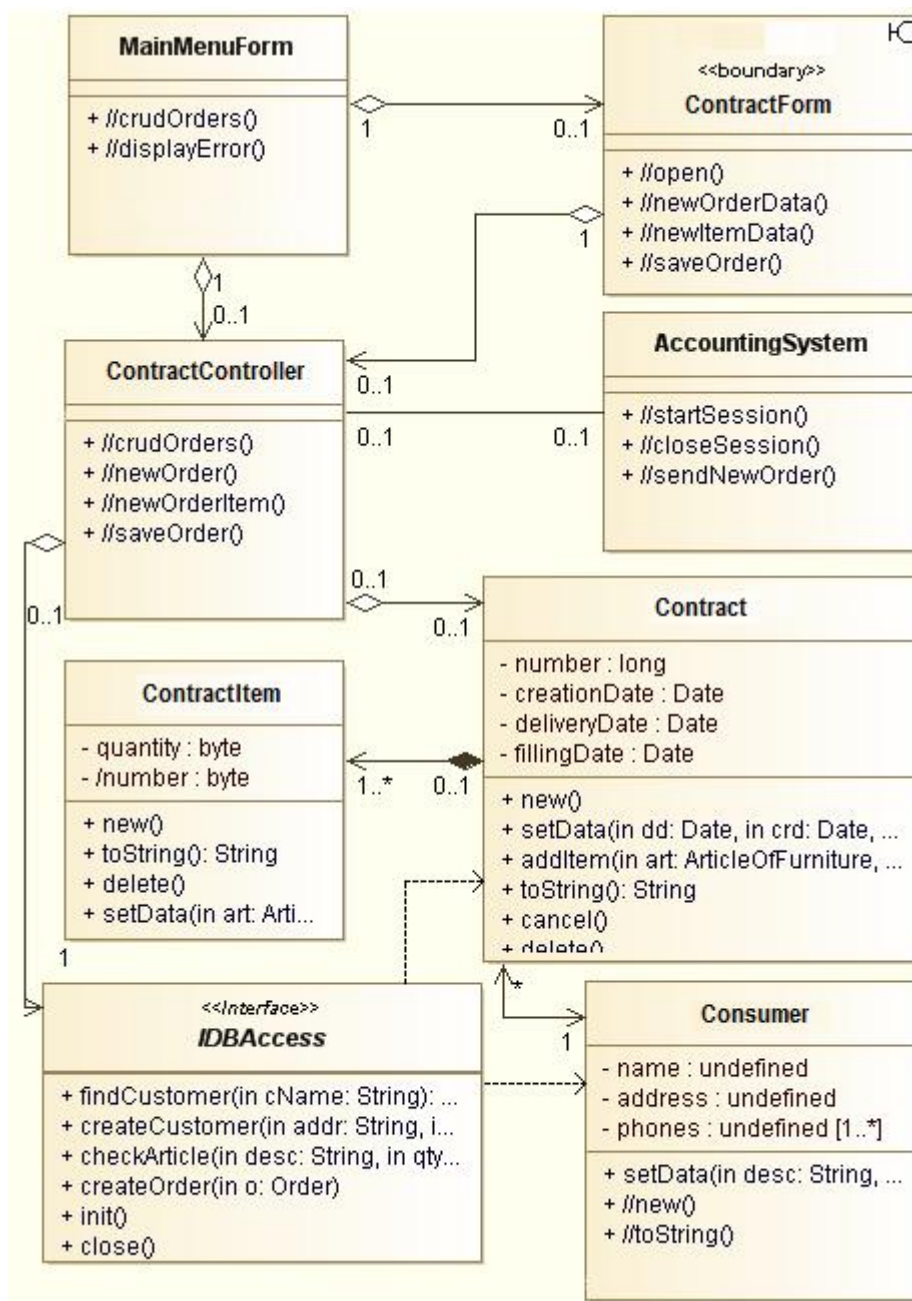 MainMenuForm
+ //crudOrders()
+ //displayError()
1
0..1
<<boundary>>
ContractForm
+ //open()
+ //newOrderData()
+ //newItemData()
+ //saveOrder()
1
1
0..1
0..1
ContractController
+ //crudOrders()
+ //newOrder()
+ //newOrderItem()
+ //saveOrder()
0..1
0..1
AccountingSystem
+ //startSession()
+ //closeSession()
+ //sendNewOrder()
0..1
0..1
0..1
Contract
- number : long
- creationDate : Date
- deliveryDate : Date
- fillingDate : Date
+ new()
+ setData(in dd: Date, in crd: Date, ...
+ addItem(in art: ArticleOfFurniture, ...
+ toString(): String
+ cancel()
+ delete()
ContractItem
- quantity : byte
- /number : byte
+ new()
+ toString(): String
+ delete()
+ setData(in art: Arti...
1..*
0..1
1
<<Interface>>
IDBAccess
+ findCustomer(in cName: String): ...
+ createCustomer(in addr: String, i...
+ checkArticle(in desc: String, in qty...
+ createOrder(in o: Order)
+ init()
+ close()
*
1
Consumer
- name : undefined
- address : undefined
- phones : undefined [1..*]
+ setData(in desc: String, ...
+ //new()
+ //toString()